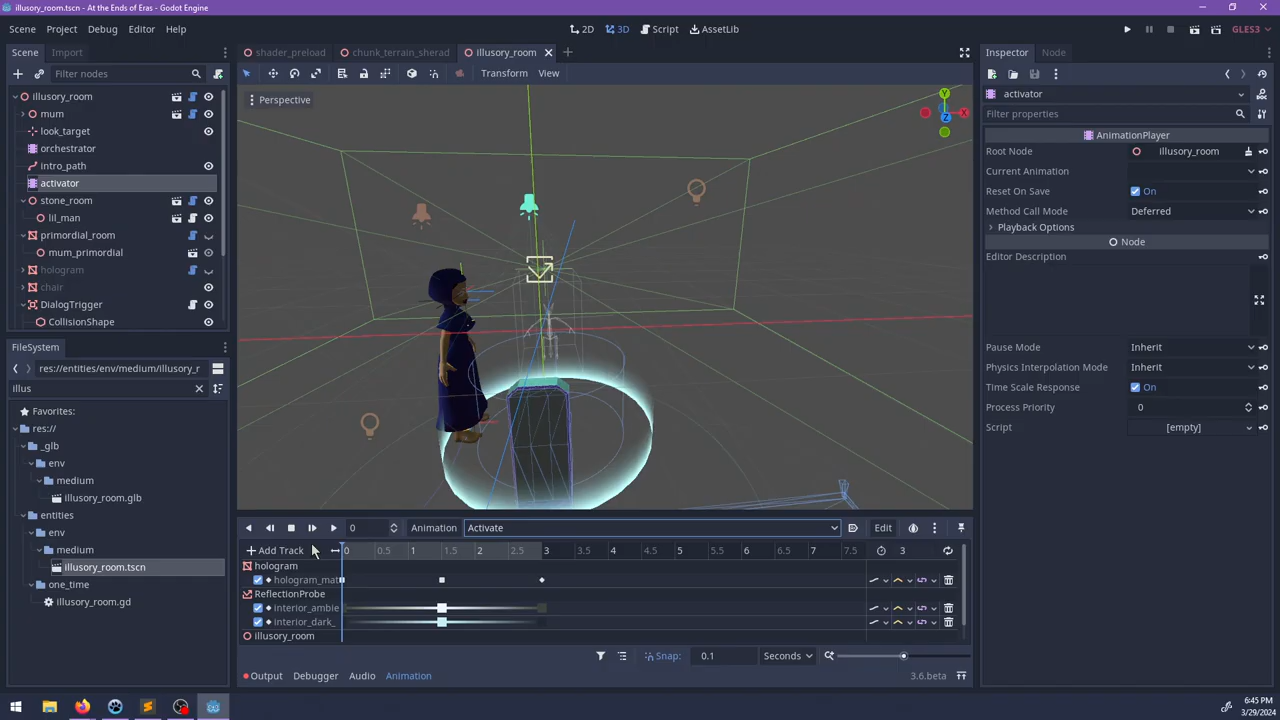 illusory_room.tscn - At the Ends of Eras - Godot Engine
Scene Project Debug Editor Help
2D 3D Script AssetLib
GLES3
Scene Import
Filter nodes
illusory_room
mum
look_target
orchestrator
intro_path
activator
stone_room
lil_man
primordial_room
mum_primordial
hologram
chair
DialogTrigger
CollisionShape
FileSystem
res://entities/env/medium/illusory_r
illus
Favorites:
res://
_glb
env
medium
illusory_room.glb
entities
env
medium
illusory_room.tscn
one_time
illusory_room.gd
shader_preload chunk_terrain_sherad illusory_room
Transform View
Perspective
Y
X
Z
0 Animation Activate Edit
Add Track 0 0.5 1 1.5 2 2.5 3 3.5 4 4.5 5 5.5 6 6.5 7 7.5 3
hologram
hologram_mat
ReflectionProbe
interior_ambie
interior_dark_
illusory_room
Snap: 0.1 Seconds
Output Debugger Audio Animation 3.6.beta
Inspector Node
activator
Filter properties
AnimationPlayer
Root Node illusory_room
Current Animation
Reset On Save On
Method Call Mode Deferred
Playback Options
Node
Editor Description
Pause Mode Inherit
Physics Interpolation Mode Inherit
Time Scale Response On
Process Priority 0
Script [empty]
6:45 PM
3/29/2024